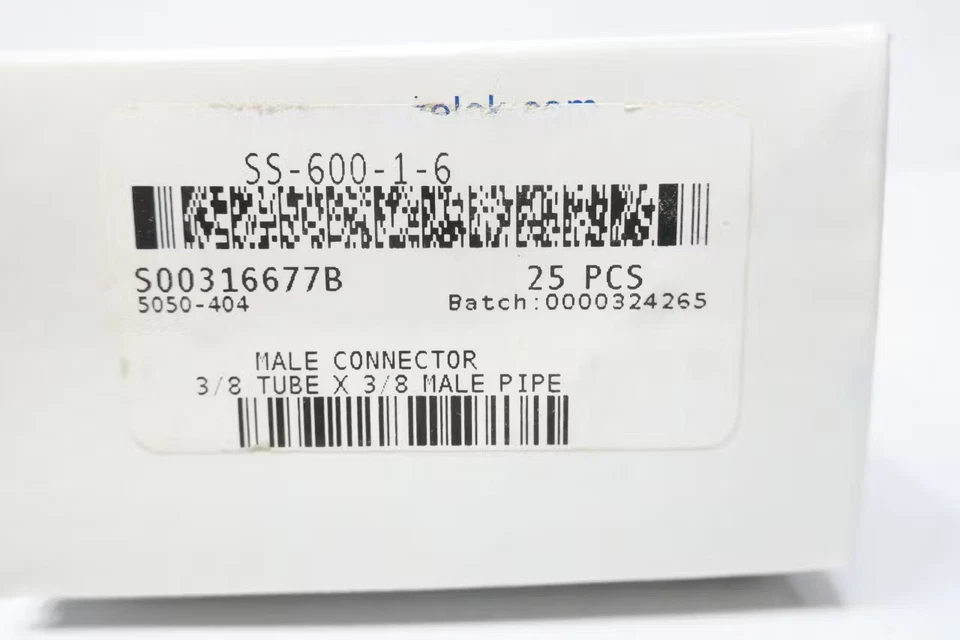 SS-600-1-6
S00316677B
25 PCS
5050-404
Batch:0000324265
MALE CONNECTOR
3/8 TUBE X 3/8 MALE PIPE